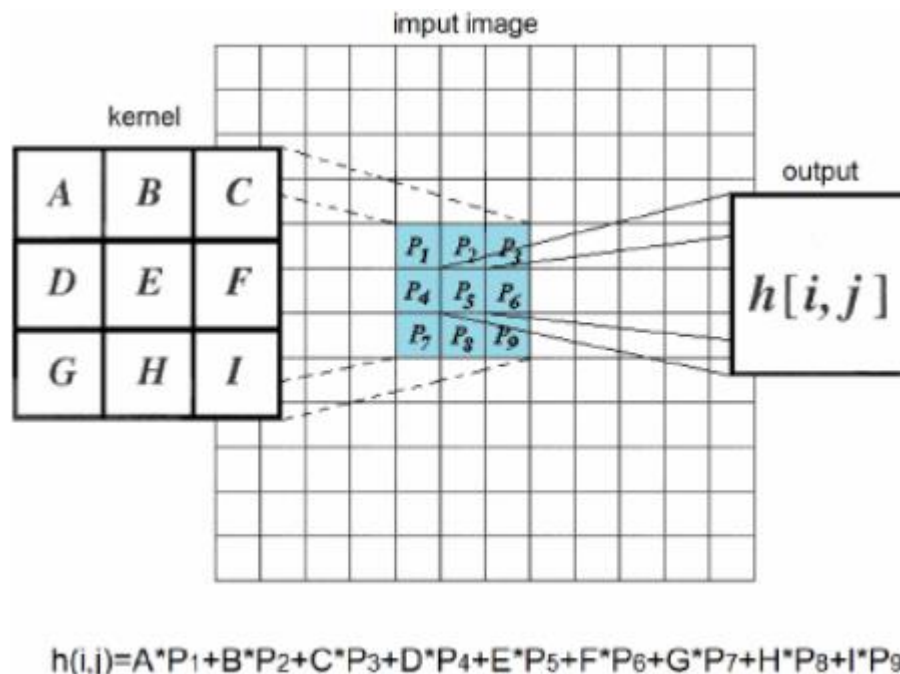 imput image
kernel
output
A B C
D E F
G H I
P1 P2 P3
P4 P5 P6
P7 P8 P9
h[i,j]
h(i,j)=A*P1+B*P2+C*P3+D*P4+E*P5+F*P6+G*P7+H*P8+I*P9